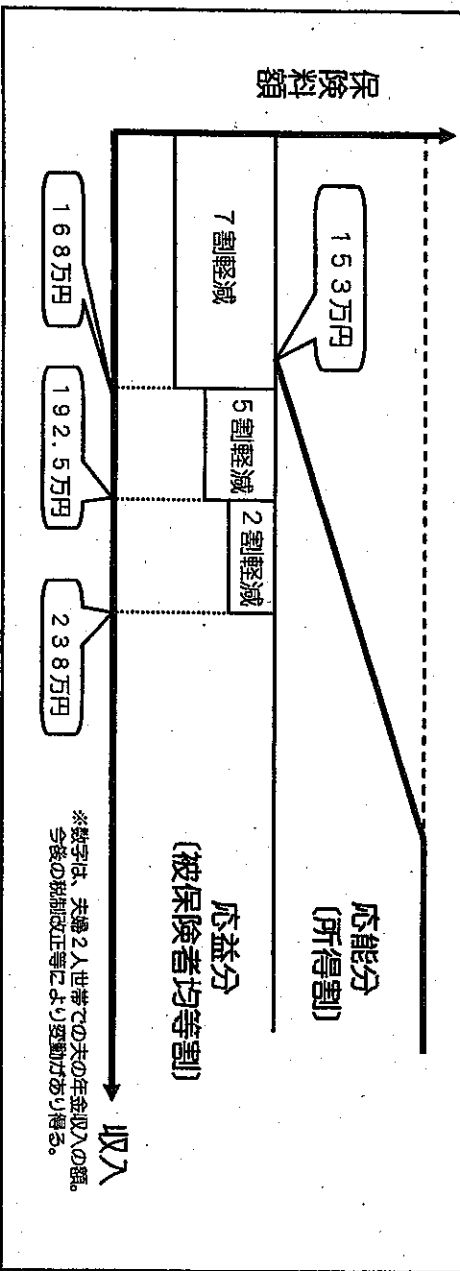 保険料額
153万円
7割軽減
5割軽減
2割軽減
応能分
(所得割)
応益分
(被保険者均等割)
168万円
192.5万円
238万円
収入
※数字は、夫婦2人世帯での夫の年金収入の額。
今後の税制改正等により変動があり得る。